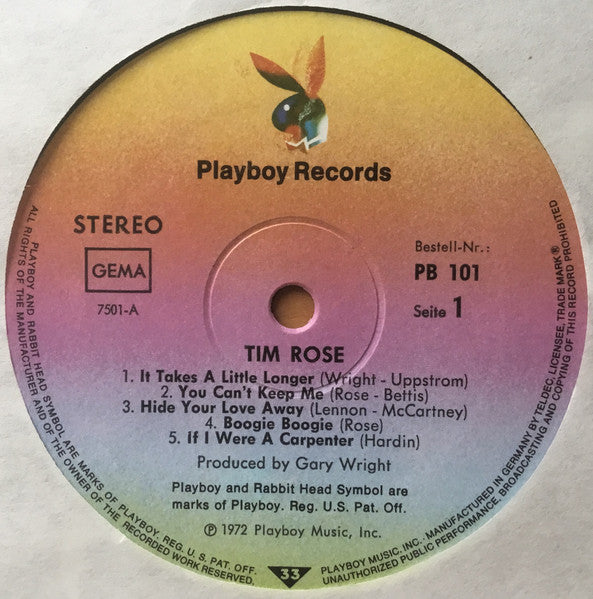 Playboy Records
STEREO
GEMA
7501-A
Bestell-Nr.:
PB 101
Seite 1
TIM ROSE
1. It Takes A Little Longer (Wright - Uppstrom)
2. You Can't Keep Me (Rose - Bettis)
3. Hide Your Love Away (Lennon - McCartney)
4. Boogie Boogie (Rose)
5. If I Were A Carpenter (Hardin)
Produced by Gary Wright
Playboy and Rabbit Head Symbol are
marks of Playboy. Reg. U.S. Pat. Off.
℗ 1972 Playboy Music, Inc.
33
PLAYBOY AND RABBIT HEAD SYMBOL ARE MARKS OF PLAYBOY. REG. U. S. PAT. OFF.
ALL RIGHTS OF THE MANUFACTURER AND OF THE OWNER OF THE RECORDED WORK RESERVED.
PLAYBOY MUSIC. INC. MANUFACTURED IN GERMANY BY TELDEC, LICENSEE, TRADE MARK®
UNAUTHORIZED PUBLIC PERFORMANCE, BROADCASTING AND COPYING OF THIS RECORD PROHIBITED